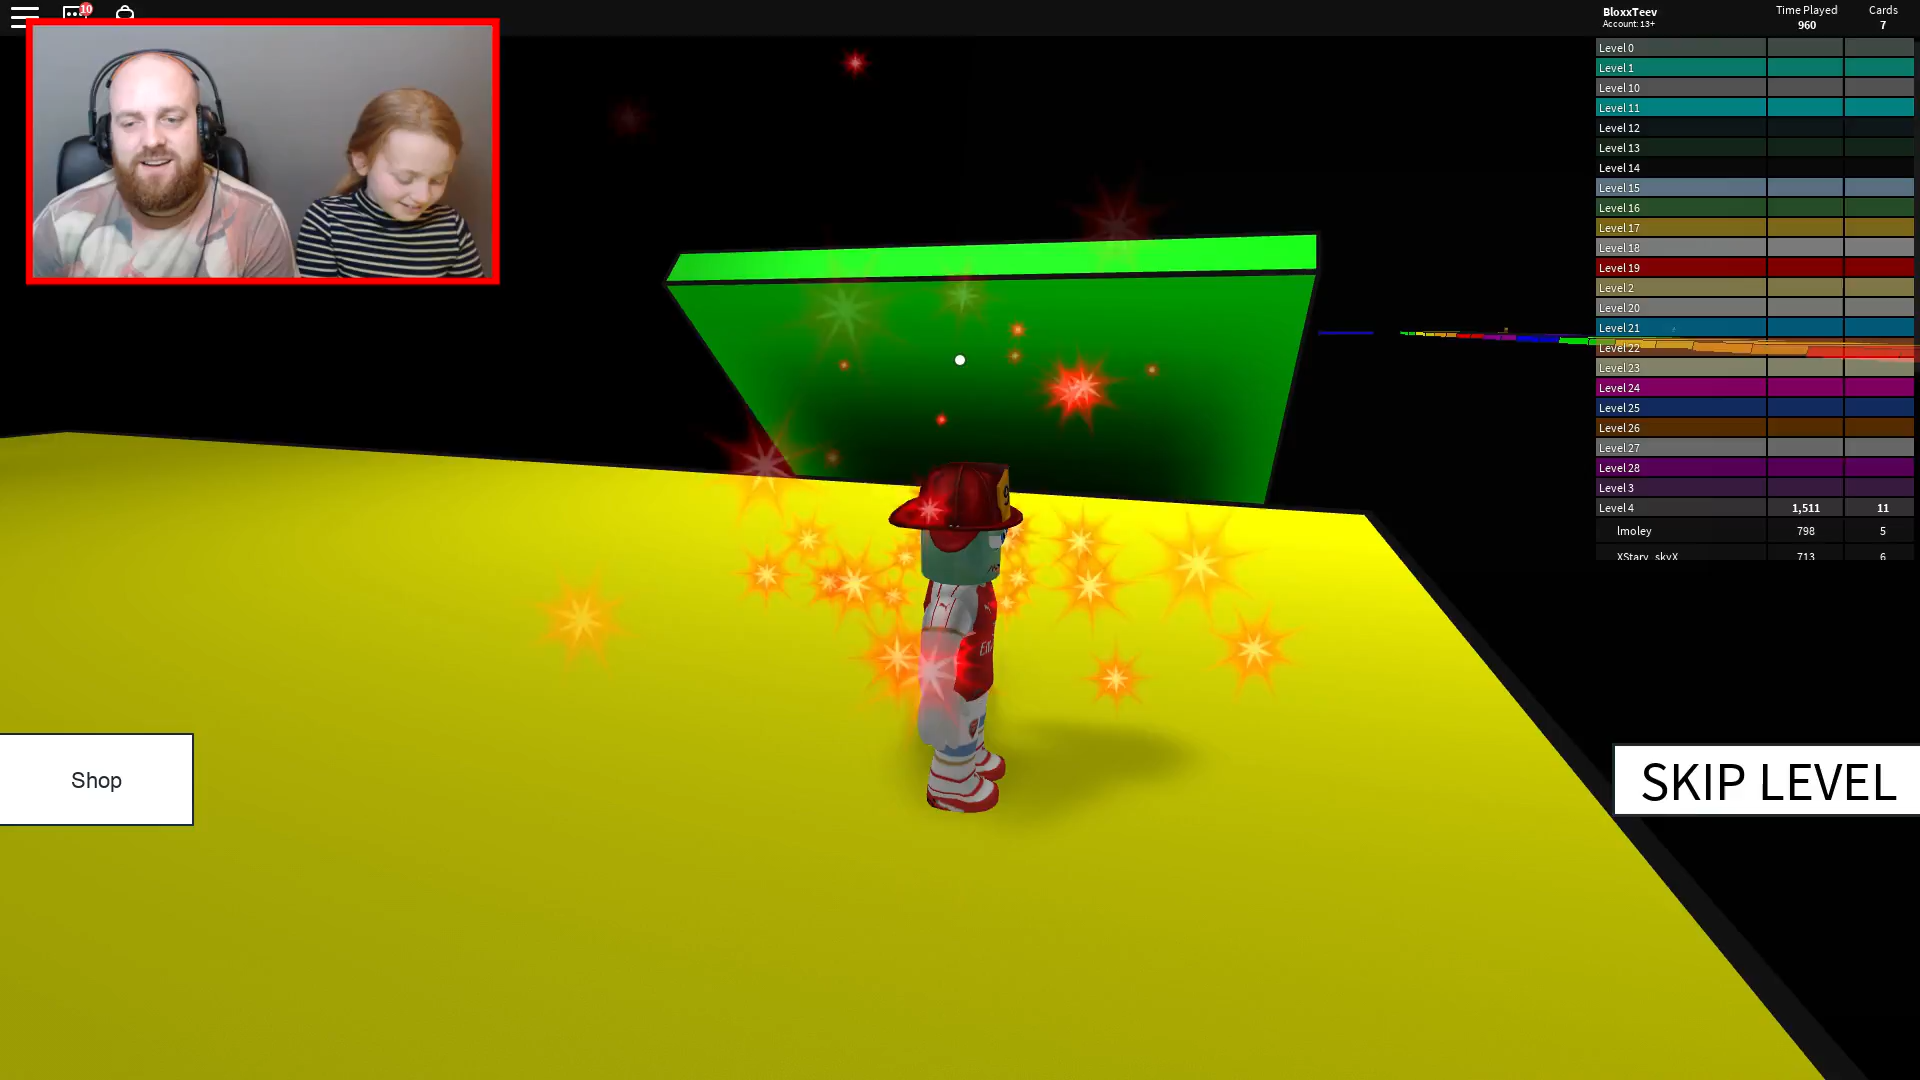 10
BloxxTeev
Account: 13+
Time Played
960
Cards
7
Level 0
Level 1
Level 10
Level 11
Level 12
Level 13
Level 14
Level 15
Level 16
Level 17
Level 18
Level 19
Level 2
Level 20
Level 21
Level 22
Level 23
Level 24
Level 25
Level 26
Level 27
Level 28
Level 3
Level 4 1,511 11
lmoley 798 5
XStary_skyX 713 6
Shop
SKIP LEVEL